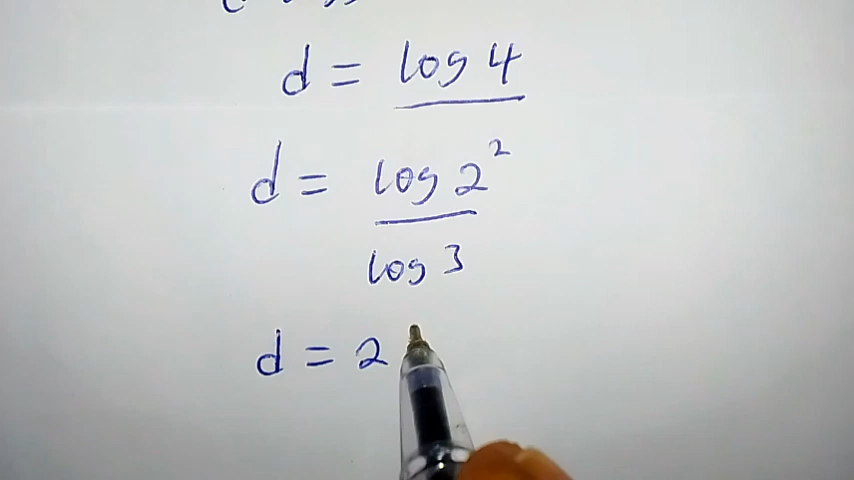 d = log 4
d = log 2²
log 3
d = 2